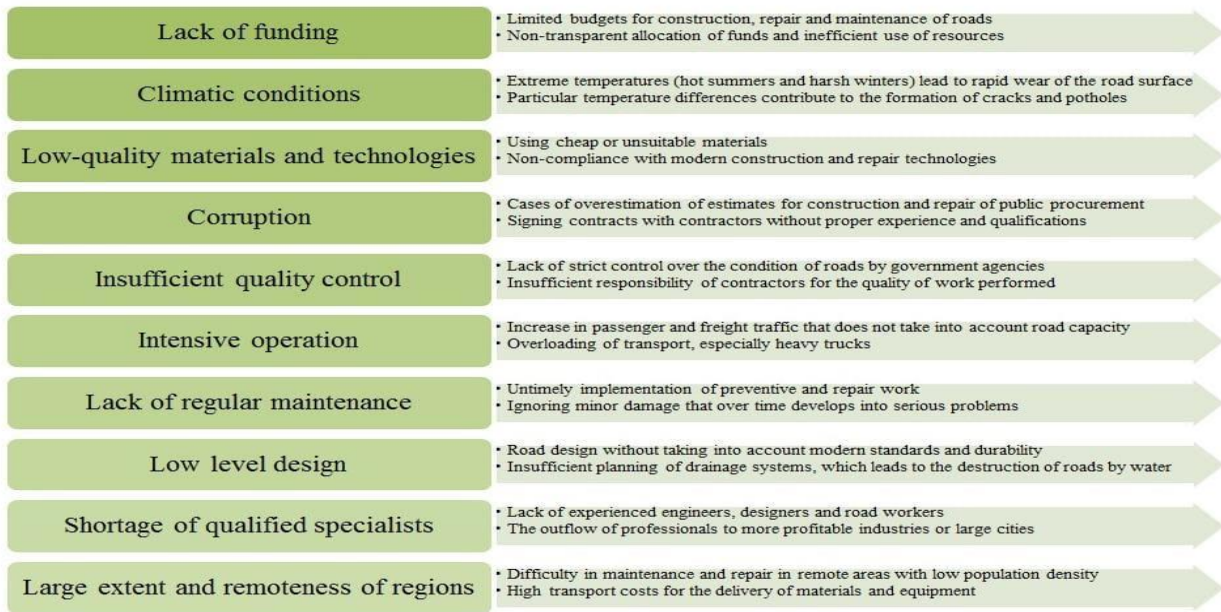 Lack of funding
• Limited budgets for construction, repair and maintenance of roads
• Non-transparent allocation of funds and inefficient use of resources
Climatic conditions
• Extreme temperatures (hot summers and harsh winters) lead to rapid wear of the road surface
• Particular temperature differences contribute to the formation of cracks and potholes
Low-quality materials and technologies
• Using cheap or unsuitable materials
• Non-compliance with modern construction and repair technologies
Corruption
• Cases of overestimation of estimates for construction and repair of public procurement
• Signing contracts with contractors without proper experience and qualifications
Insufficient quality control
• Lack of strict control over the condition of roads by government agencies
• Insufficient responsibility of contractors for the quality of work performed
Intensive operation
• Increase in passenger and freight traffic that does not take into account road capacity
• Overloading of transport, especially heavy trucks
Lack of regular maintenance
• Untimely implementation of preventive and repair work
• Ignoring minor damage that over time develops into serious problems
Low level design
• Road design without taking into account modern standards and durability
• Insufficient planning of drainage systems, which leads to the destruction of roads by water
Shortage of qualified specialists
• Lack of experienced engineers, designers and road workers
• The outflow of professionals to more profitable industries or large cities
Large extent and remoteness of regions
• Difficulty in maintenance and repair in remote areas with low population density
• High transport costs for the delivery of materials and equipment